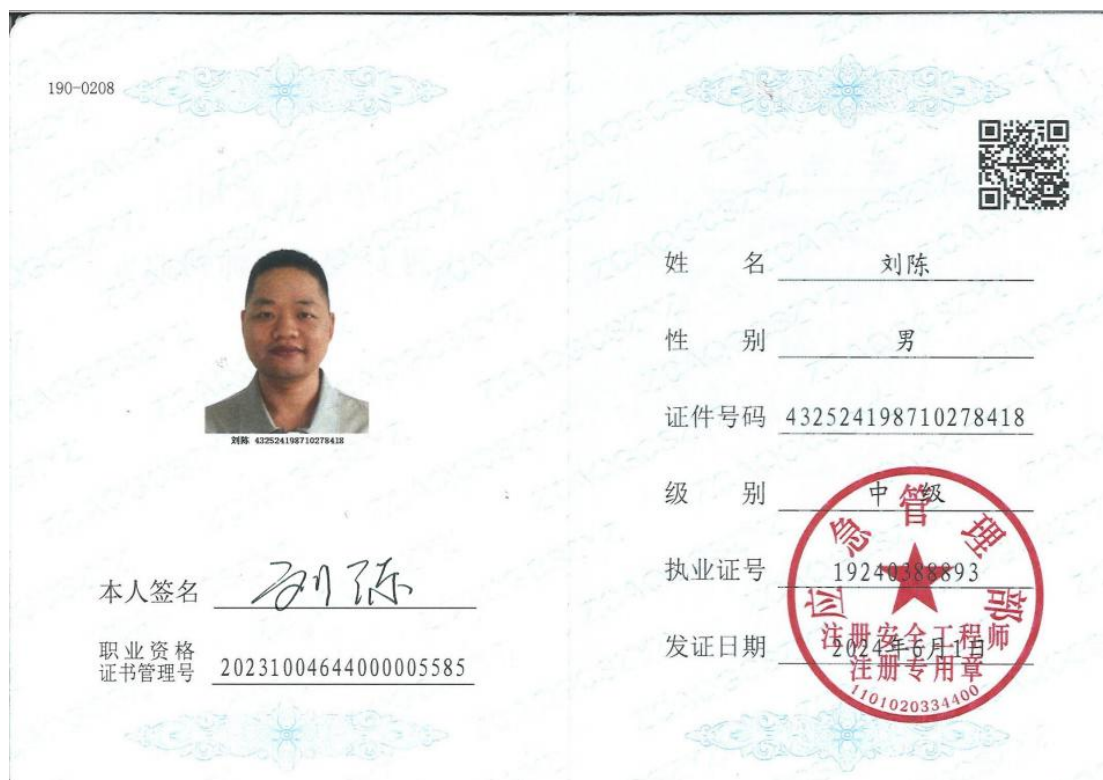 190-0208
刘陈 432524198710278418
本人签名 刘陈
职业资格
证书管理号 20231004644000005585
姓 名 刘陈
性 别 男
证件号码 432524198710278418
级 别 中 级
执业证号 19240388893
发证日期 2024年6月1日
应急管理部
注册安全工程师
注册专用章
1101020334400